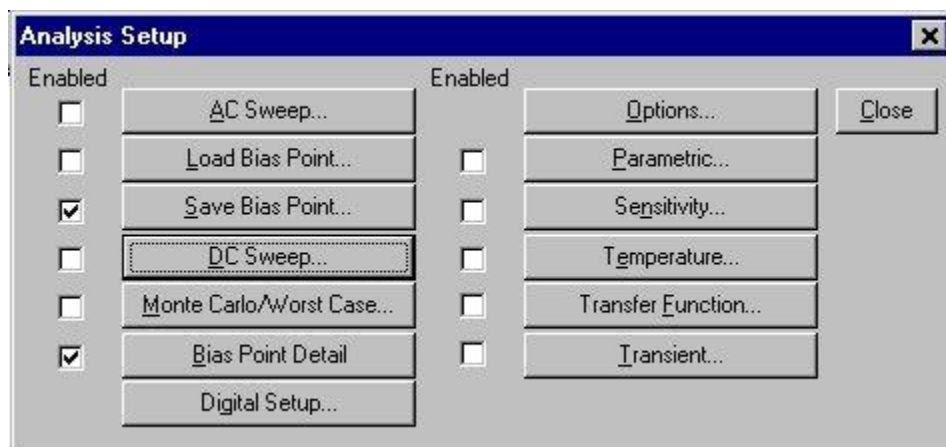 Analysis Setup
Enabled
AC Sweep...
Load Bias Point...
Save Bias Point...
DC Sweep...
Monte Carlo/Worst Case...
Bias Point Detail
Digital Setup...
Enabled
Options...
Parametric...
Sensitivity...
Temperature...
Transfer Function...
Transient...
Close